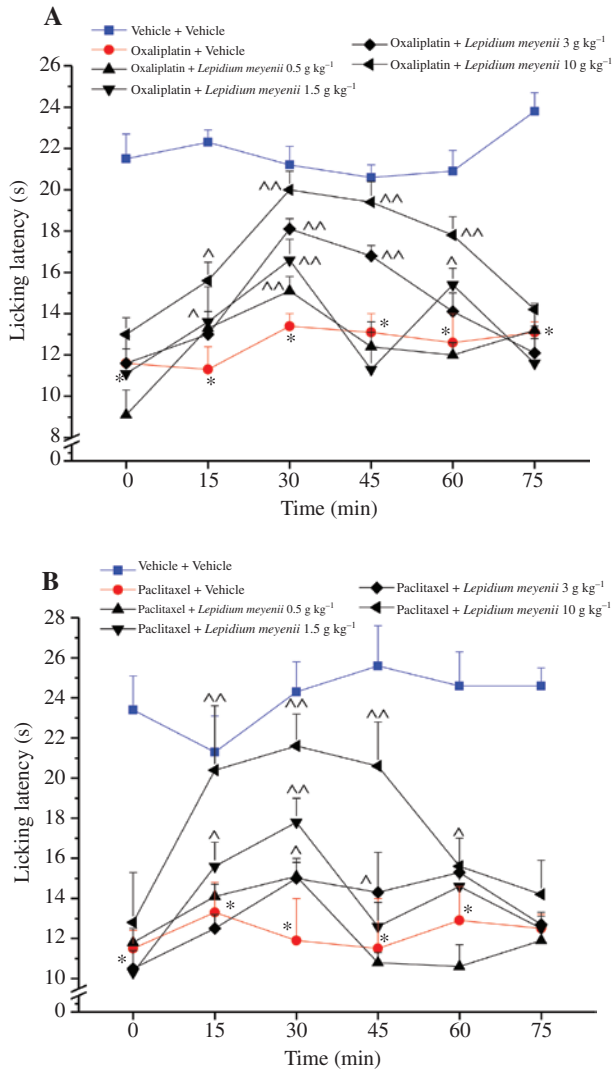 A
Vehicle + Vehicle
Oxaliplatin + Vehicle
Oxaliplatin + Lepidium meyenii 0.5 g kg⁻¹
Oxaliplatin + Lepidium meyenii 1.5 g kg⁻¹
Oxaliplatin + Lepidium meyenii 3 g kg⁻¹
Oxaliplatin + Lepidium meyenii 10 g kg⁻¹
Licking latency (s)
26
24
22
20
18
16
14
12
10
8
0
^^
^^
^^
^
^^
^^
^^
^
^^
^
*
*
*
*
*
*
0 15 30 45 60 75
Time (min)
B
Vehicle + Vehicle
Paclitaxel + Vehicle
Paclitaxel + Lepidium meyenii 0.5 g kg⁻¹
Paclitaxel + Lepidium meyenii 1.5 g kg⁻¹
Paclitaxel + Lepidium meyenii 3 g kg⁻¹
Paclitaxel + Lepidium meyenii 10 g kg⁻¹
Licking latency (s)
28
26
24
22
20
18
16
14
12
10
0
^^
^^
^^
^^
^
^
^
^
*
*
*
*
*
0 15 30 45 60 75
Time (min)